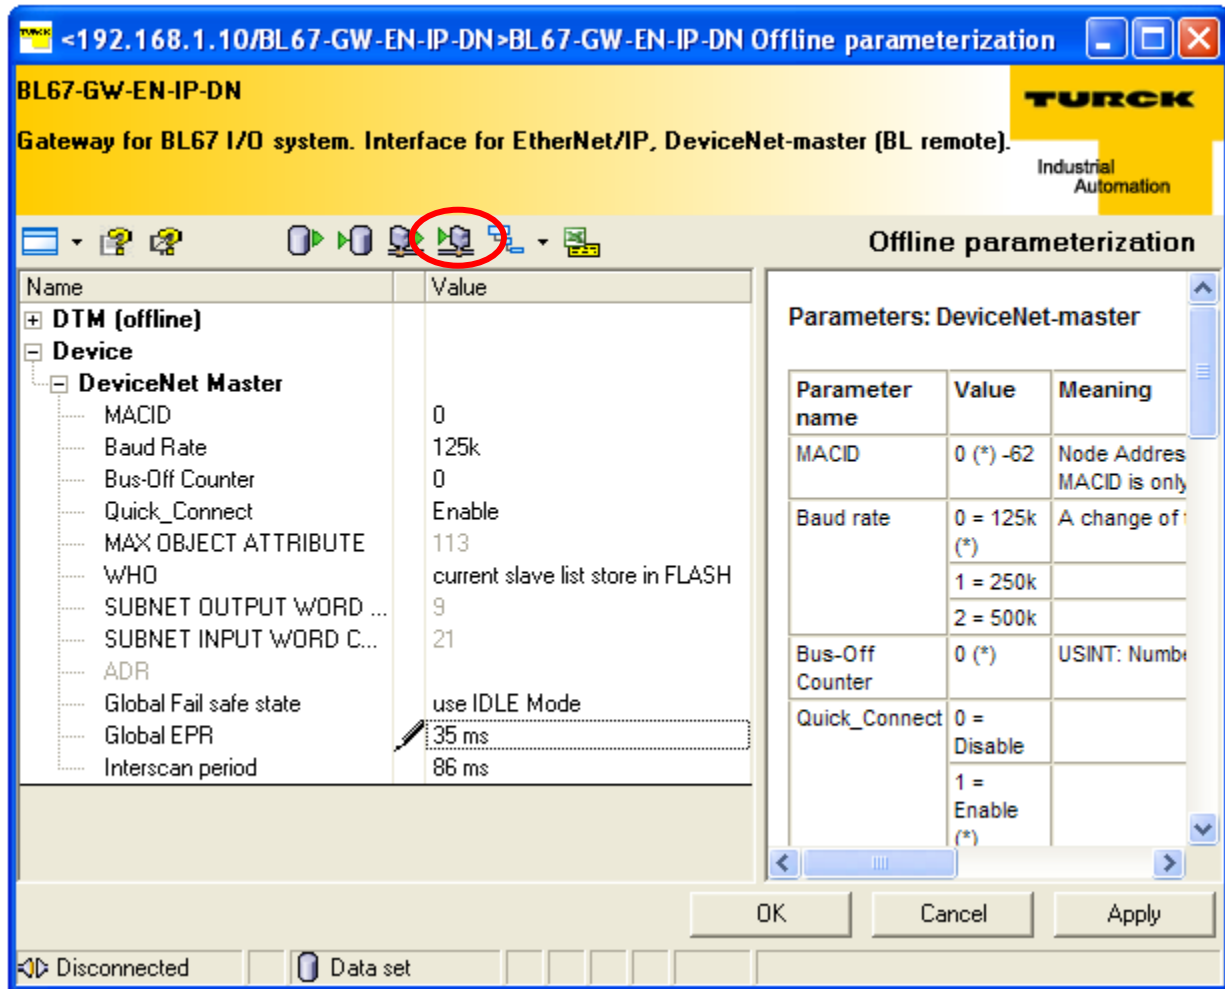 TURCK <192.168.1.10/BL67-GW-EN-IP-DN>BL67-GW-EN-IP-DN Offline parameterization
BL67-GW-EN-IP-DN
TURCK
Gateway for BL67 I/O system. Interface for EtherNet/IP, DeviceNet-master (BL remote).
Industrial
Automation
Offline parameterization
Name Value
DTM (offline)
Device
DeviceNet Master
MACID 0
Baud Rate 125k
Bus-Off Counter 0
Quick_Connect Enable
MAX OBJECT ATTRIBUTE 113
WHO current slave list store in FLASH
SUBNET OUTPUT WORD ... 9
SUBNET INPUT WORD C... 21
ADR
Global Fail safe state use IDLE Mode
Global EPR 35 ms
Interscan period 86 ms
Parameters: DeviceNet-master
Parameter Value Meaning
name
MACID 0 (*) -62 Node Addres
MACID is only
Baud rate 0 = 125k A change of
(*)
1 = 250k
2 = 500k
Bus-Off 0 (*) USINT: Numbe
Counter
Quick_Connect 0 =
Disable
1 =
Enable
(*)
OK Cancel Apply
Disconnected Data set